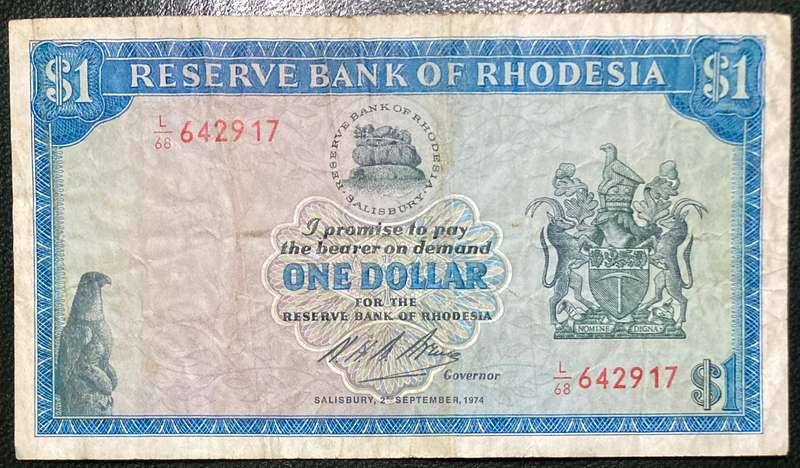 $1 RESERVE BANK OF RHODESIA $1
L/68 642917
RESERVE BANK OF RHODESIA
SALISBURY
I promise to pay
the bearer on demand
ONE DOLLAR
FOR THE
RESERVE BANK OF RHODESIA
Governor
SALISBURY, 2ND SEPTEMBER, 1974
NOMINE DIGNA
L/68 642917
$1